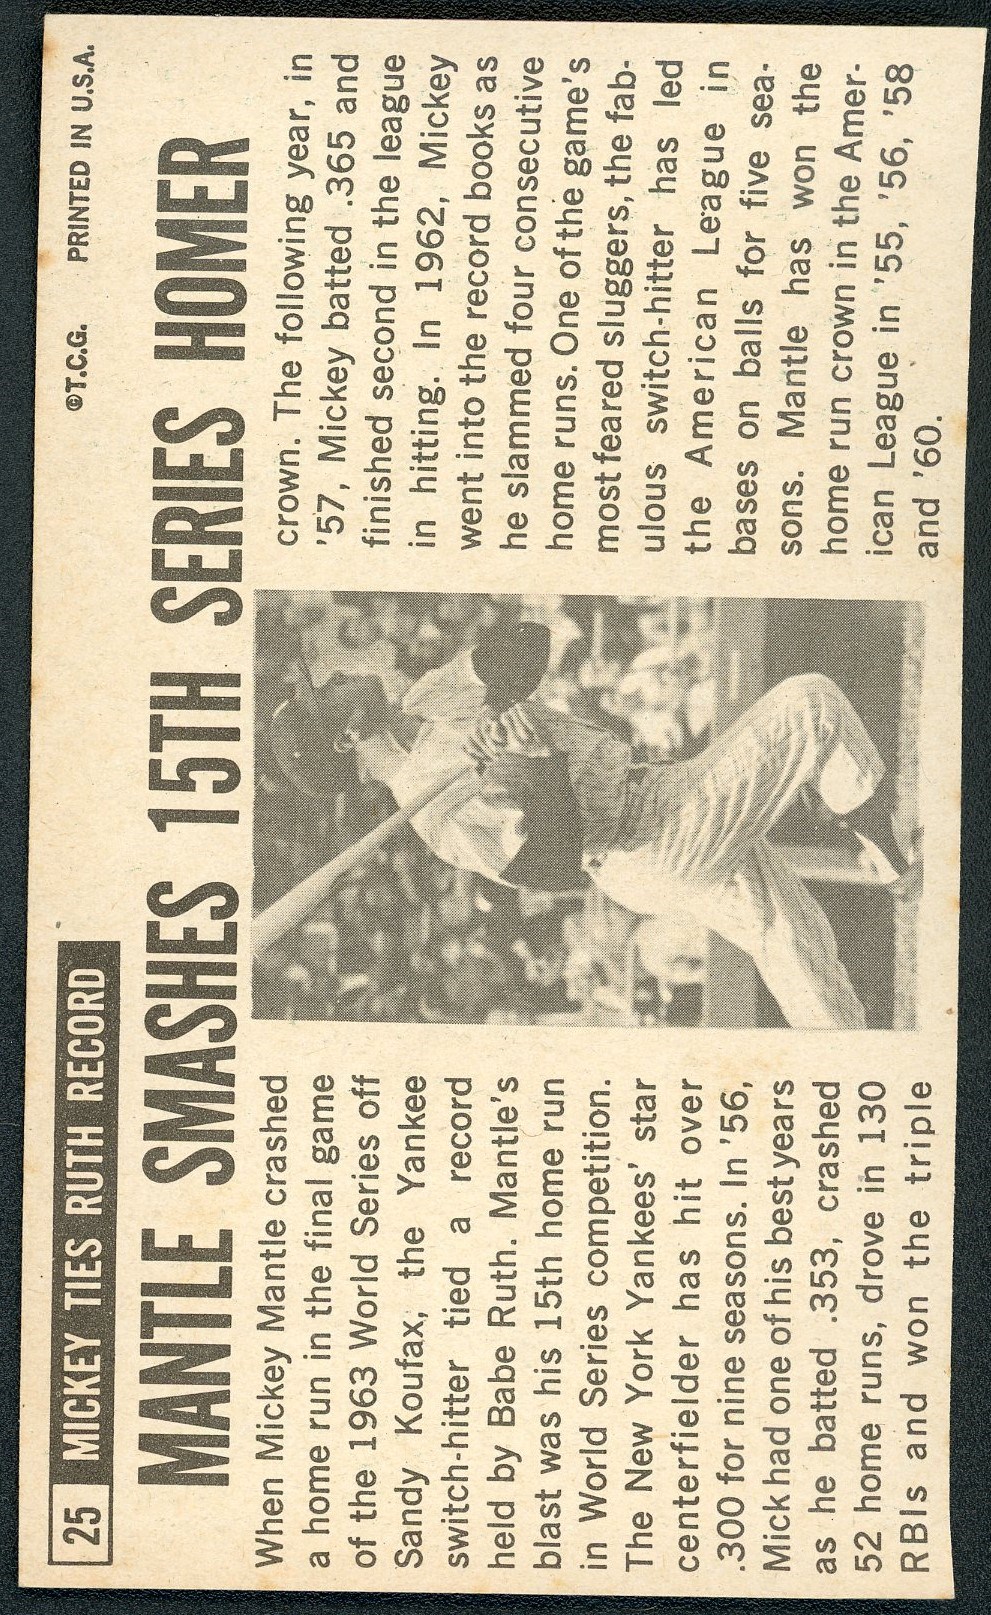 25 MICKEY TIES RUTH RECORD
©T.C.G. PRINTED IN U.S.A.
MANTLE SMASHES 15TH SERIES HOMER
When Mickey Mantle crashed
a home run in the final game
of the 1963 World Series off
Sandy Koufax, the Yankee
switch-hitter tied a record
held by Babe Ruth. Mantle's
blast was his 15th home run
in World Series competition.
The New York Yankees' star
centerfielder has hit over
.300 for nine seasons. In '56,
Mick had one of his best years
as he batted .353, crashed
52 home runs, drove in 130
RBIs and won the triple
crown. The following year, in
'57, Mickey batted .365 and
finished second in the league
in hitting. In 1962, Mickey
went into the record books as
he slammed four consecutive
home runs. One of the game's
most feared sluggers, the fab-
ulous switch-hitter has led
the American League in
bases on balls for five sea-
sons. Mantle has won the
home run crown in the Amer-
ican League in '55, '56, '58
and '60.